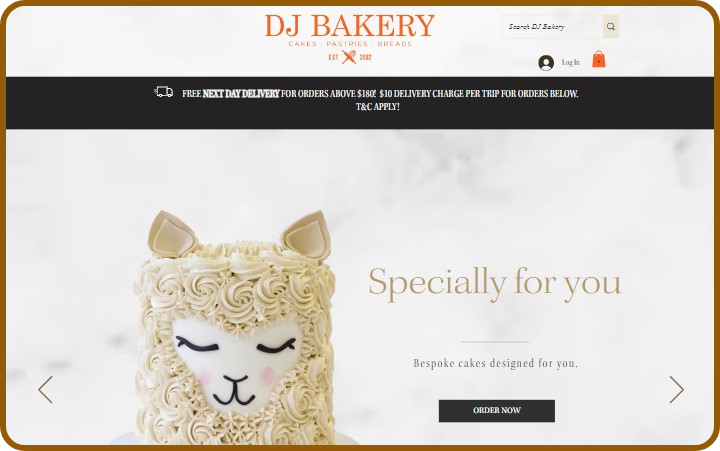 DJ BAKERY
CAKES . PASTRIES . BREADS
EST 2002
Search DJ Bakery
Log In
FREE NEXT DAY DELIVERY FOR ORDERS ABOVE $180! $10 DELIVERY CHARGE PER TRIP FOR ORDERS BELOW.
T&C APPLY!
Specially for you
Bespoke cakes designed for you.
ORDER NOW